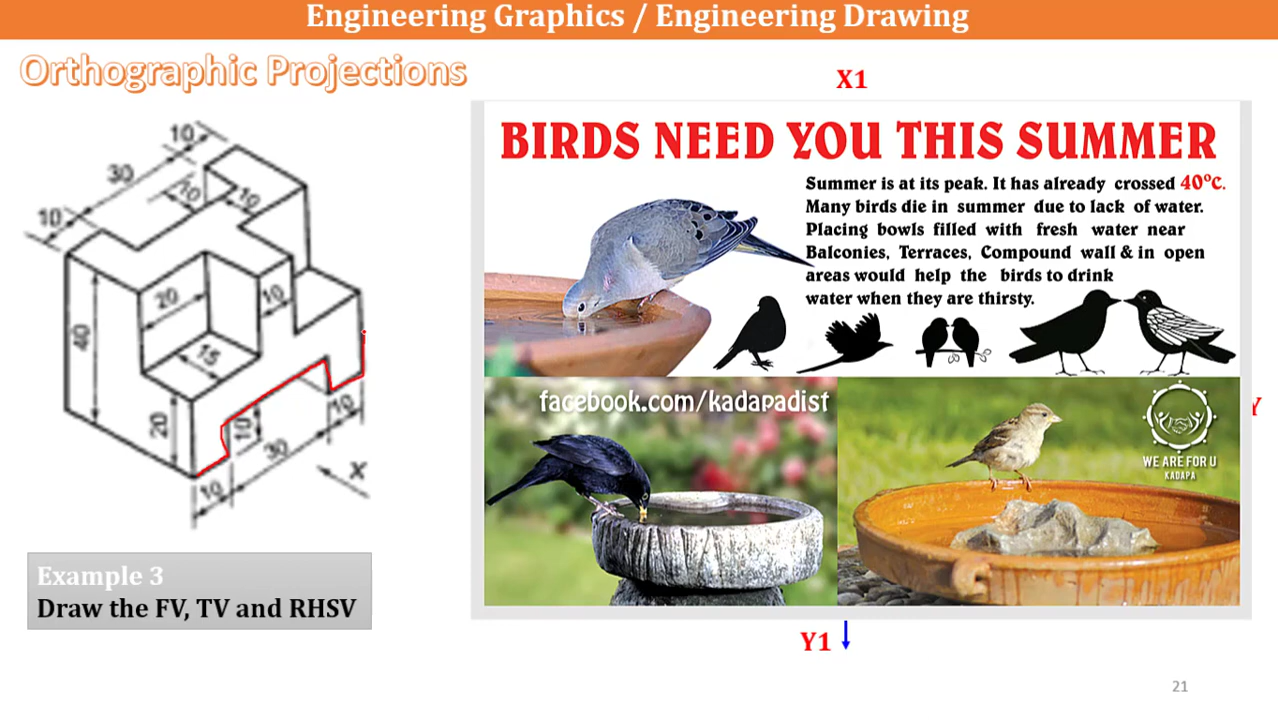 Engineering Graphics / Engineering Drawing
Orthographic Projections
X1
10
30
10
10
10
20
10
40
15
20
10
30
10
10
X
BIRDS NEED YOU THIS SUMMER
Summer is at its peak. It has already crossed 40°C.
Many birds die in summer due to lack of water.
Placing bowls filled with fresh water near
Balconies, Terraces, Compound wall & in open
areas would help the birds to drink
water when they are thirsty.
facebook.com/kadapadist
WE ARE FOR U
KADAPA
Y
Example 3
Draw the FV, TV and RHSV
Y1
21